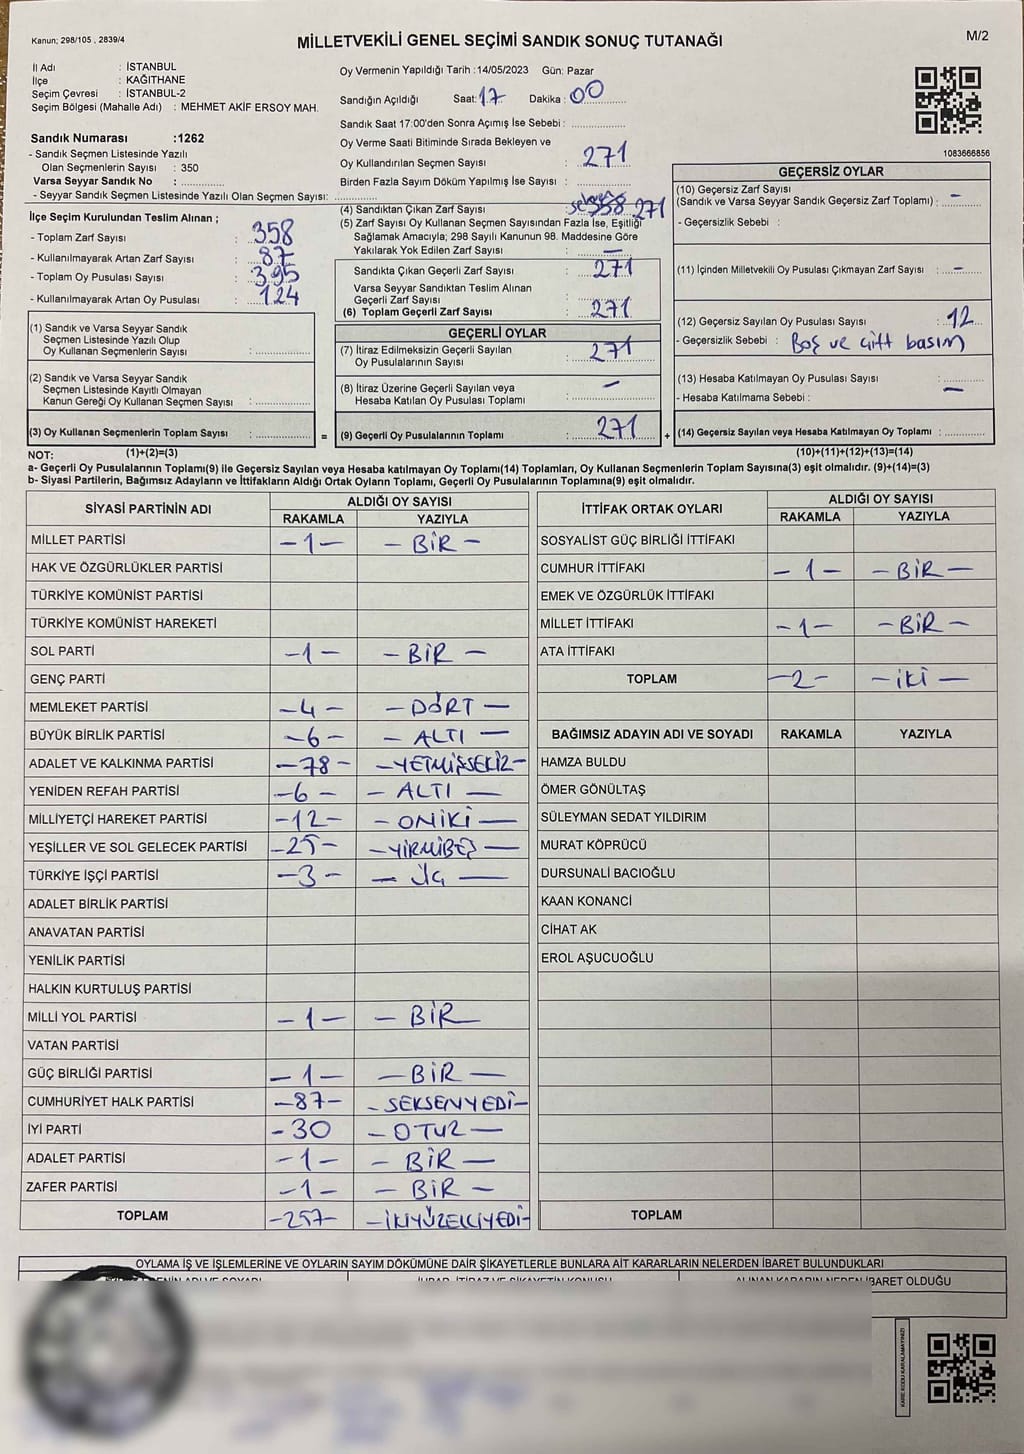 Kanun; 298/105 , 2839/4
MİLLETVEKİLİ GENEL SEÇİMİ SANDIK SONUÇ TUTANAĞI
M/2
İl Adı : İSTANBUL
İlçe : KAĞITHANE
Seçim Çevresi : İSTANBUL-2
Seçim Bölgesi (Mahalle Adı) : MEHMET AKİF ERSOY MAH.
Sandık Numarası :1262
- Sandık Seçmen Listesinde Yazılı
Olan Seçmenlerin Sayısı : 350
Varsa Seyyar Sandık No :
- Seyyar Sandık Seçmen Listesinde Yazılı Olan Seçmen Sayısı:
Oy Vermenin Yapıldığı Tarih :14/05/2023 Gün: Pazar
Sandığın Açıldığı Saat: 17 Dakika : 00
Sandık Saat 17:00'den Sonra Açımış İse Sebebi :
Oy Verme Saati Bitiminde Sırada Bekleyen ve
Oy Kullandırılan Seçmen Sayısı : 271
Birden Fazla Sayım Döküm Yapılmış İse Sayısı :
1083666856
İlçe Seçim Kurulundan Teslim Alınan ;
- Toplam Zarf Sayısı : 358
- Kullanılmayarak Artan Zarf Sayısı : 87
- Toplam Oy Pusulası Sayısı : 395
- Kullanılmayarak Artan Oy Pusulası : 124
(1) Sandık ve Varsa Seyyar Sandık
Seçmen Listesinde Yazılı Olup
Oy Kullanan Seçmenlerin Sayısı :
(2) Sandık ve Varsa Seyyar Sandık
Seçmen Listesinde Kayıtlı Olmayan
Kanun Gereği Oy Kullanan Seçmen Sayısı :
(3) Oy Kullanan Seçmenlerin Toplam Sayısı : =
(4) Sandıktan Çıkan Zarf Sayısı : 358 271
(5) Zarf Sayısı Oy Kullanan Seçmen Sayısından Fazla İse, Eşitliği
Sağlamak Amacıyla; 298 Sayılı Kanunun 98. Maddesine Göre
Yakılarak Yok Edilen Zarf Sayısı : —
Sandıkta Çıkan Geçerli Zarf Sayısı : 271
Varsa Seyyar Sandıktan Teslim Alınan
Geçerli Zarf Sayısı :
(6) Toplam Geçerli Zarf Sayısı : 271
GEÇERLİ OYLAR
(7) İtiraz Edilmeksizin Geçerli Sayılan
Oy Pusulalarının Sayısı : 271
(8) İtiraz Üzerine Geçerli Sayılan veya
Hesaba Katılan Oy Pusulası Toplamı : —
(9) Geçerli Oy Pusulalarının Toplamı : 271 +
GEÇERSİZ OYLAR
(10) Geçersiz Zarf Sayısı
(Sandık ve Varsa Seyyar Sandık Geçersiz Zarf Toplamı) : -
- Geçersizlik Sebebi :
(11) İçinden Milletvekili Oy Pusulası Çıkmayan Zarf Sayısı : -
(12) Geçersiz Sayılan Oy Pusulası Sayısı : 12
- Geçersizlik Sebebi : Boş ve çift basım
(13) Hesaba Katılmayan Oy Pusulası Sayısı : —
- Hesaba Katılmama Sebebi :
(14) Geçersiz Sayılan veya Hesaba Katılmayan Oy Toplamı :
NOT: (1)+(2)=(3)
(10)+(11)+(12)+(13)=(14)
a- Geçerli Oy Pusulalarının Toplamı(9) ile Geçersiz Sayılan veya Hesaba katılmayan Oy Toplamı(14) Toplamları, Oy Kullanan Seçmenlerin Toplam Sayısına(3) eşit olmalıdır. (9)+(14)=(3)
b- Siyasi Partilerin, Bağımsız Adayların ve İttifakların Aldığı Ortak Oyların Toplamı, Geçerli Oy Pusulalarının Toplamına(9) eşit olmalıdır.
SİYASİ PARTİNİN ADI ALDIĞI OY SAYISI
RAKAMLA YAZIYLA
MİLLET PARTİSİ -1- -BİR-
HAK VE ÖZGÜRLÜKLER PARTİSİ
TÜRKİYE KOMÜNİST PARTİSİ
TÜRKİYE KOMÜNİST HAREKETİ
SOL PARTİ -1- -BİR-
GENÇ PARTİ
MEMLEKET PARTİSİ -4- -DÖRT-
BÜYÜK BİRLİK PARTİSİ -6- -ALTI-
ADALET VE KALKINMA PARTİSİ -78- -YETMİŞSEKİZ-
YENİDEN REFAH PARTİSİ -6- -ALTI-
MİLLİYETÇİ HAREKET PARTİSİ -12- -ONİKİ-
YEŞİLLER VE SOL GELECEK PARTİSİ -25- -YİRMİBEŞ-
TÜRKİYE İŞÇİ PARTİSİ -3- -ÜÇ-
ADALET BİRLİK PARTİSİ
ANAVATAN PARTİSİ
YENİLİK PARTİSİ
HALKIN KURTULUŞ PARTİSİ
MİLLİ YOL PARTİSİ -1- -BİR-
VATAN PARTİSİ
GÜÇ BİRLİĞİ PARTİSİ -1- -BİR-
CUMHURİYET HALK PARTİSİ -87- -SEKSENYEDİ-
İYİ PARTİ -30 -OTUZ-
ADALET PARTİSİ -1- -BİR-
ZAFER PARTİSİ -1- -BİR-
TOPLAM -257- -İKİYÜZELLİYEDİ-
İTTİFAK ORTAK OYLARI ALDIĞI OY SAYISI
RAKAMLA YAZIYLA
SOSYALİST GÜÇ BİRLİĞİ İTTİFAKI
CUMHUR İTTİFAKI -1- -BİR-
EMEK VE ÖZGÜRLÜK İTTİFAKI
MİLLET İTTİFAKI -1- -BİR-
ATA İTTİFAKI
TOPLAM -2- -İKİ-
BAĞIMSIZ ADAYIN ADI VE SOYADI RAKAMLA YAZIYLA
HAMZA BULDU
ÖMER GÖNÜLTAŞ
SÜLEYMAN SEDAT YILDIRIM
MURAT KÖPRÜCÜ
DURSUNALİ BACIOĞLU
KAAN KONANCİ
CİHAT AK
EROL AŞUCUOĞLU
TOPLAM
OYLAMA İŞ VE İŞLEMLERİNE VE OYLARIN SAYIM DÖKÜMÜNE DAİR ŞİKAYETLERLE BUNLARA AİT KARARLARIN NELERDEN İBARET BULUNDUKLARI
ALINAN KARARIN NEDEN İBARET OLDUĞU
KARE KODU KARALAMAYINIZ!